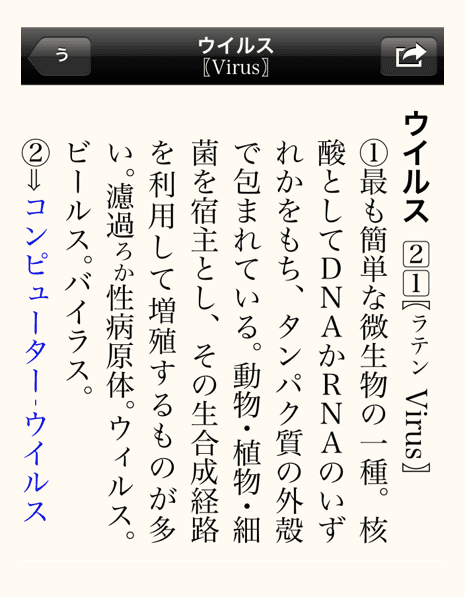 う
ウイルス
〖Virus〗
ウイルス 21〖ラテン Virus〗
①最も簡単な微生物の一種。核
酸としてDNAかRNAのいず
れかをもち、タンパク質の外殻
で包まれている。動物・植物・細
菌を宿主とし、その生合成経路
を利用して増殖するものが多
い。濾過ろか性病原体。ウィルス。
ビールス。バイラス。
②⇒コンピューター-ウイルス